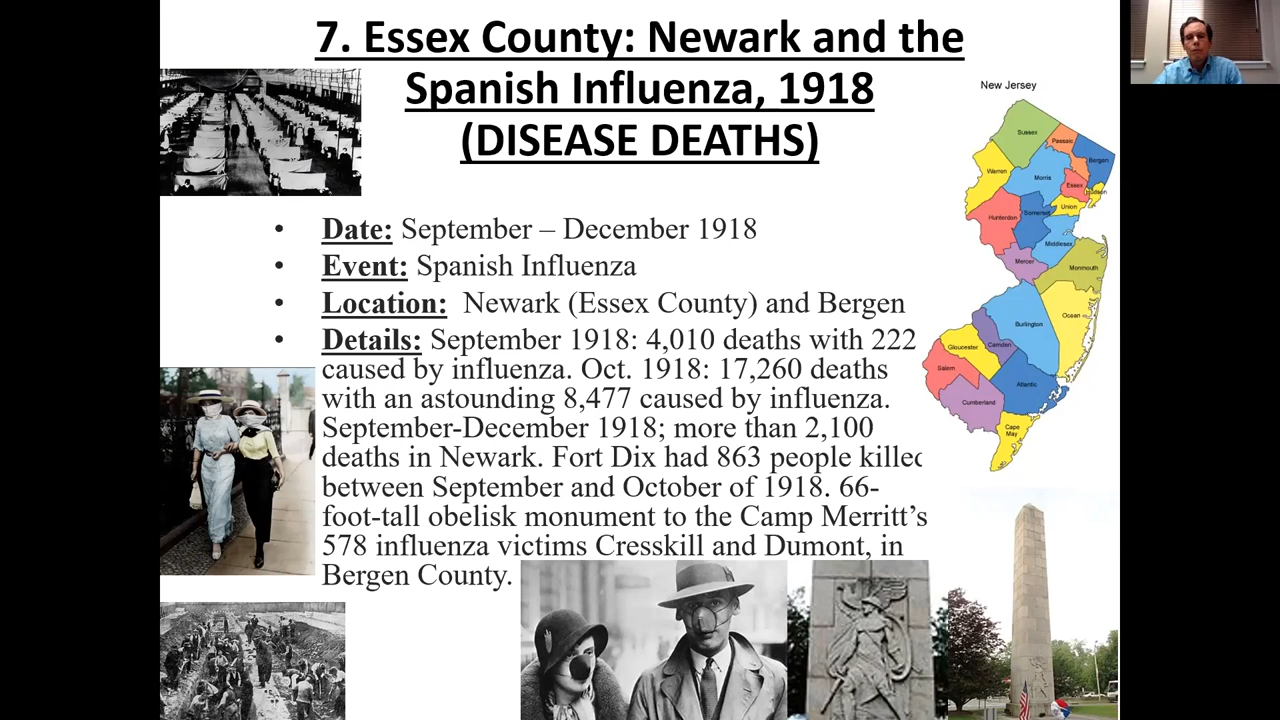 7. Essex County: Newark and the
Spanish Influenza, 1918
(DISEASE DEATHS)
• Date: September – December 1918
• Event: Spanish Influenza
• Location: Newark (Essex County) and Bergen
• Details: September 1918: 4,010 deaths with 222
caused by influenza. Oct. 1918: 17,260 deaths
with an astounding 8,477 caused by influenza.
September-December 1918; more than 2,100
deaths in Newark. Fort Dix had 863 people killed
between September and October of 1918. 66-
foot-tall obelisk monument to the Camp Merritt’s
578 influenza victims Cresskill and Dumont, in
Bergen County.
New Jersey
Sussex
Passaic
Bergen
Warren
Morris
Essex
Hudson
Union
Hunterdon
Somerset
Middlesex
Mercer
Monmouth
Ocean
Burlington
Gloucester
Camden
Salem
Atlantic
Cumberland
Cape
May